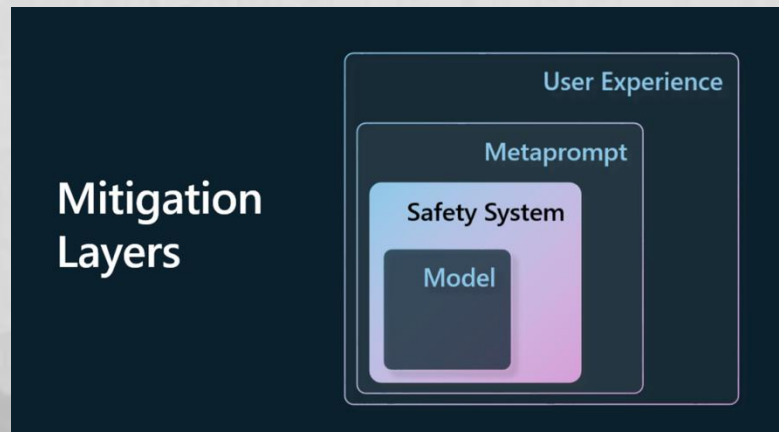 Mitigation
Layers
User Experience
Metaprompt
Safety System
Model